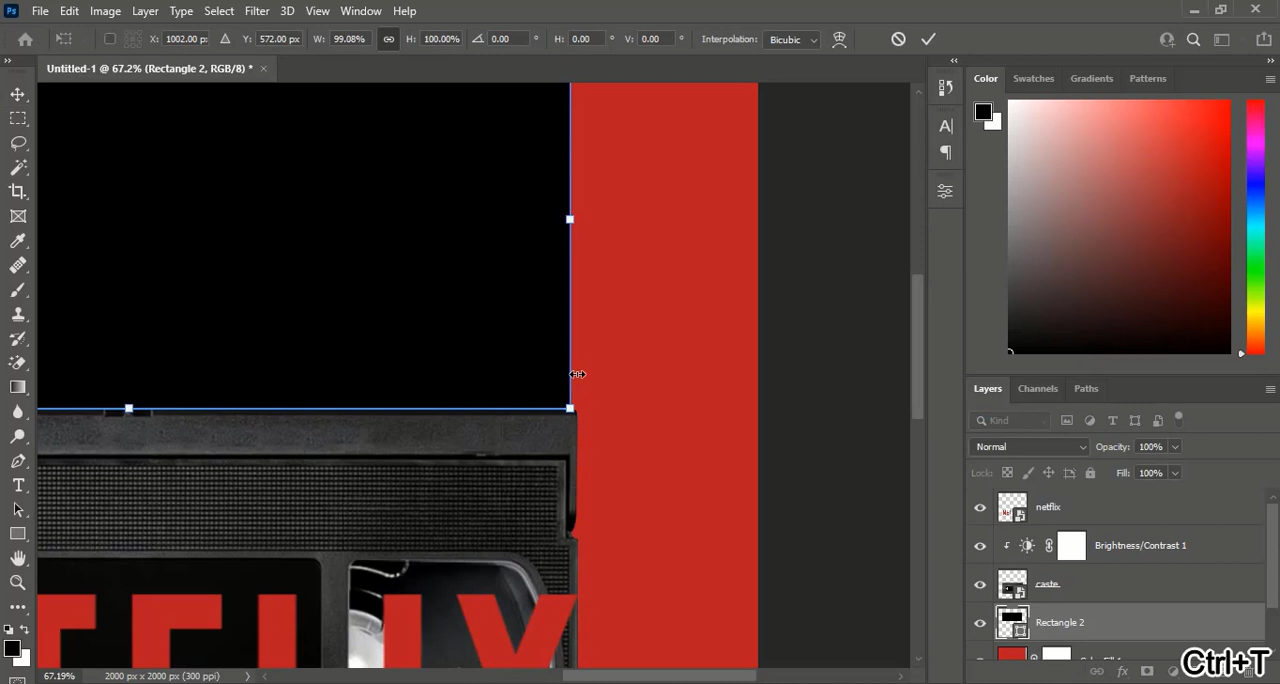 Ps File Edit Image Layer Type Select Filter 3D View Window Help
X: 1002.00 px Y: 572.00 px W: 99.08% H: 100.00% 0.00 ° H: 0.00 ° V: 0.00 ° Interpolation: Bicubic
Untitled-1 @ 67.2% (Rectangle 2, RGB/8) * ×
Color Swatches Gradients Patterns
Layers Channels Paths
Kind
Normal Opacity: 100%
Lock: Fill: 100%
netflix
Brightness/Contrast 1
caste
Rectangle 2
67.19% 2000 px x 2000 px (300 ppi)
Ctrl+T